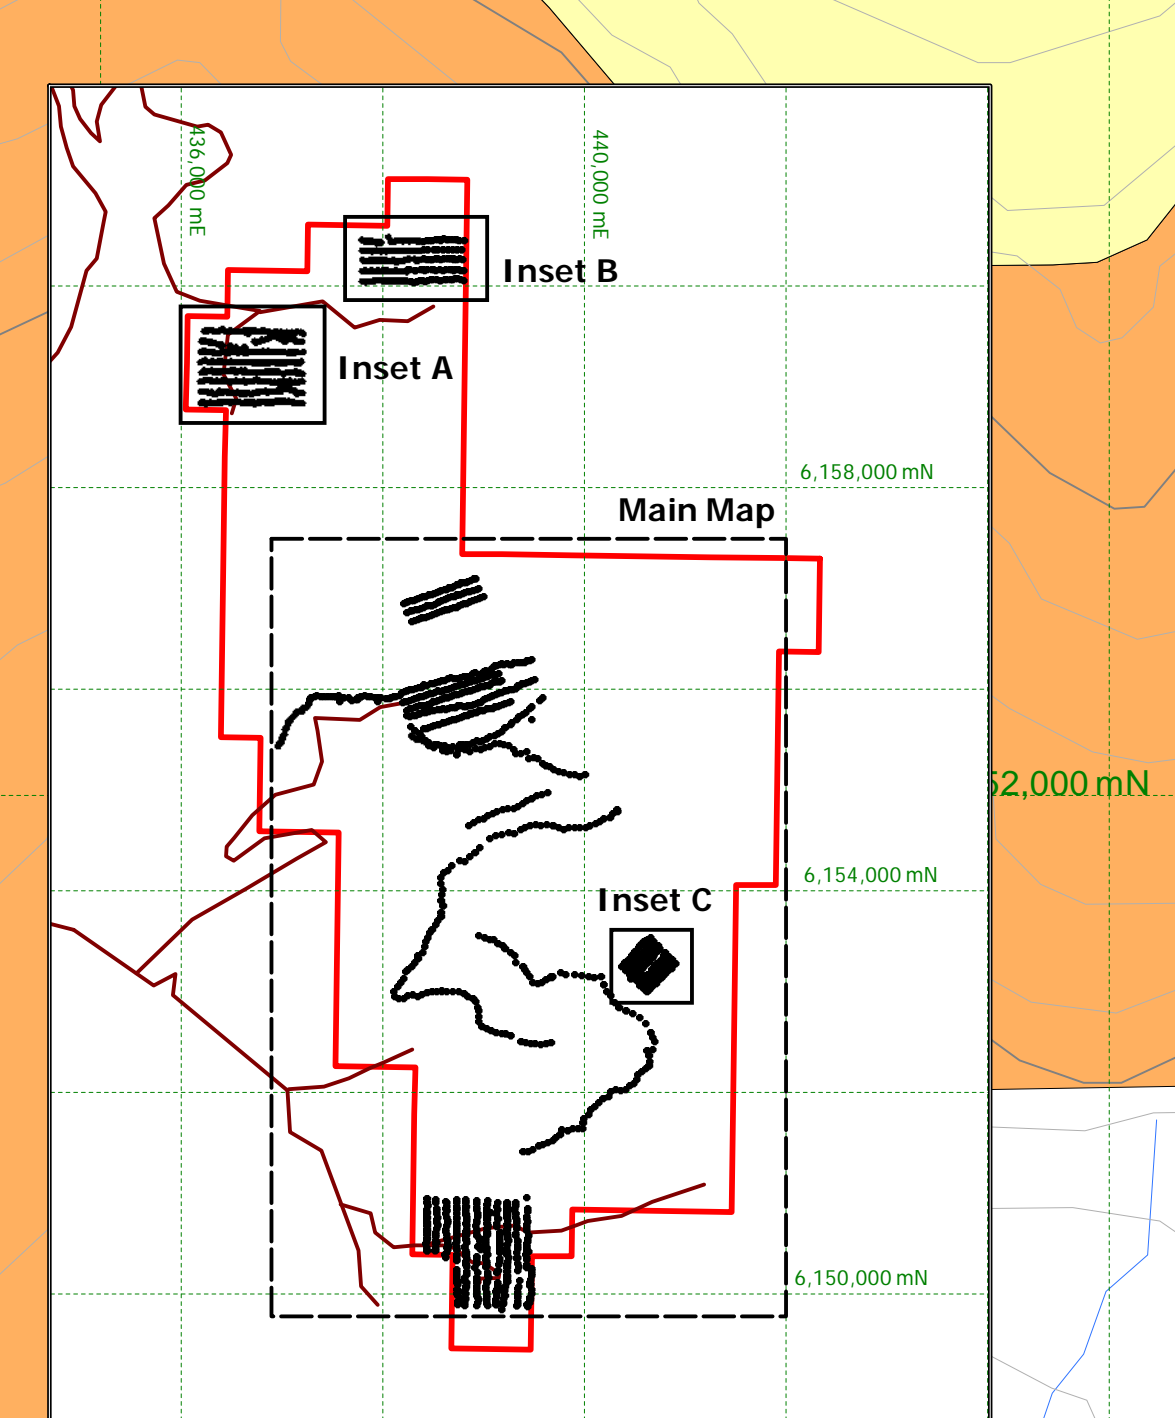 436,000 mE
440,000 mE
Inset B
Inset A
6,158,000 mN
Main Map
52,000 mN
6,154,000 mN
Inset C
6,150,000 mN